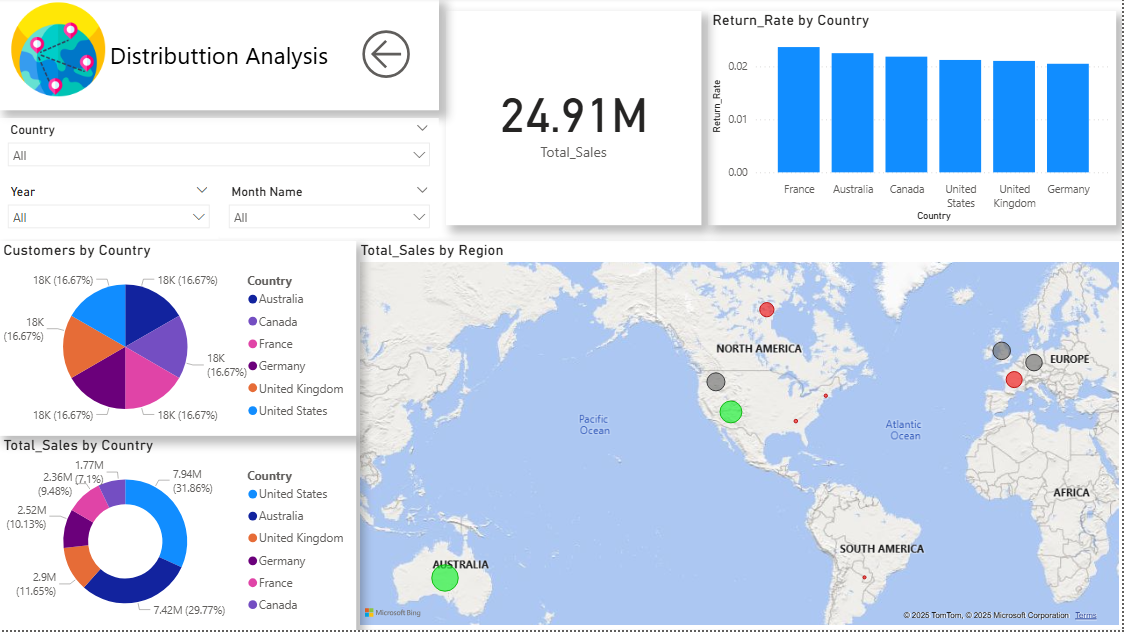 Distributtion Analysis
Country
All
Year
All
Month Name
All
24.91M
Total_Sales
Return_Rate by Country
Return_Rate
0.02
0.01
0.00
France
Australia
Canada
United
States
United
Kingdom
Germany
Country
Customers by Country
18K (16.67%)
18K (16.67%)
18K
(16.67%)
18K
(16.67%)
18K (16.67%)
18K (16.67%)
Country
Australia
Canada
France
Germany
United Kingdom
United States
Total_Sales by Country
1.77M
(7.1%)
2.36M
(9.48%)
2.52M
(10.13%)
2.9M
(11.65%)
7.94M
(31.86%)
7.42M (29.77%)
Country
United States
Australia
United Kingdom
Germany
France
Canada
Total_Sales by Region
NORTH AMERICA
EUROPE
Pacific
Ocean
Atlantic
Ocean
AFRICA
SOUTH AMERICA
AUSTRALIA
Microsoft Bing
© 2025 TomTom, © 2025 Microsoft Corporation Terms